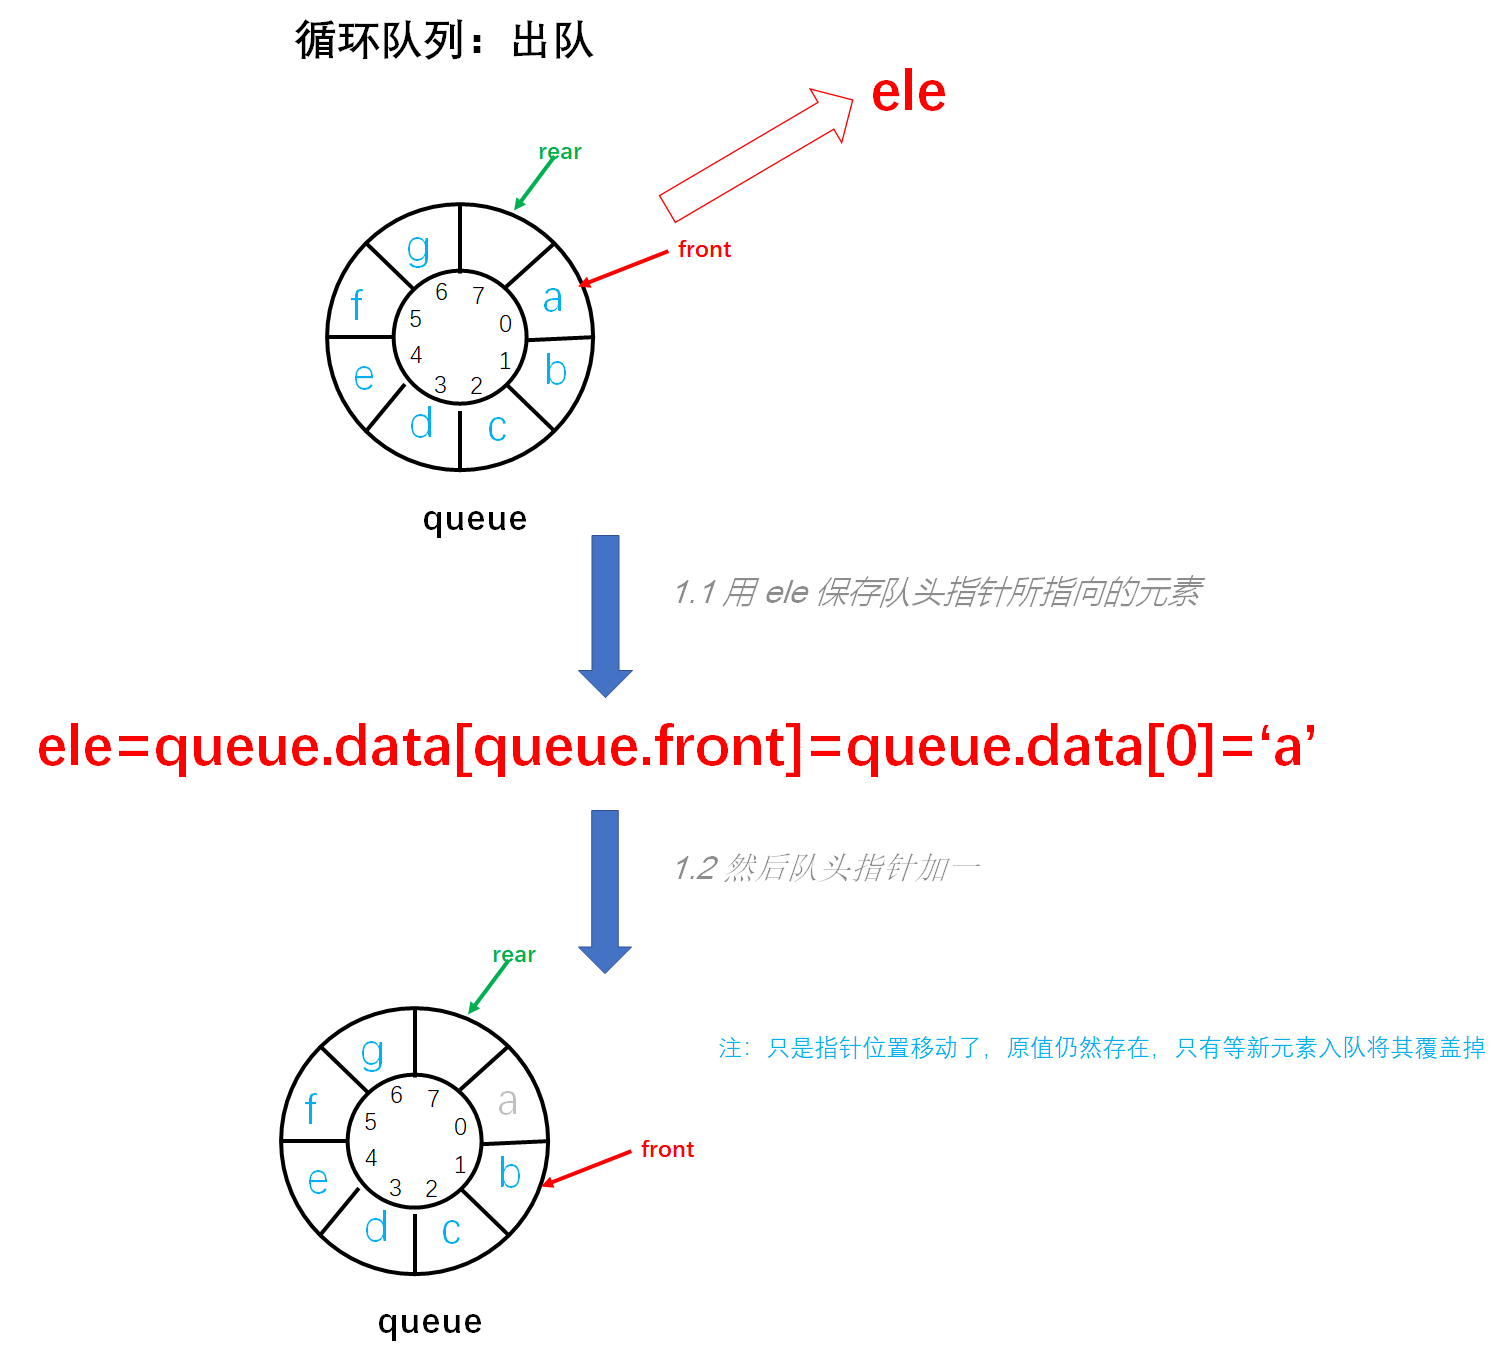 循环队列：出队
ele
rear
front
g
a
f
b
e
d
c
6
7
5
0
4
1
3
2
queue
1.1 用 ele 保存队头指针所指向的元素
ele=queue.data[queue.front]=queue.data[0]=‘a’
1.2 然后队头指针加一
rear
注：只是指针位置移动了，原值仍然存在，只有等新元素入队将其覆盖掉
g
a
f
b
e
d
c
6
7
5
0
4
1
3
2
front
queue